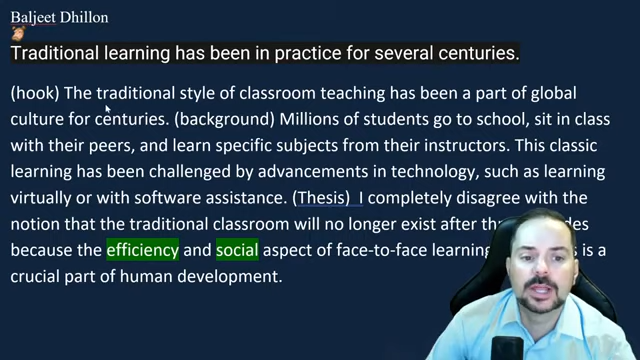 Baljeet Dhillon
Traditional learning has been in practice for several centuries.
(hook) The traditional style of classroom teaching has been a part of global
culture for centuries. (background) Millions of students go to school, sit in class
with their peers, and learn specific subjects from their instructors. This classic
learning has been challenged by advancements in technology, such as learning
virtually or with software assistance. (Thesis) I completely disagree with the
notion that the traditional classroom will no longer exist after
because the efficiency and social aspect of face-to-face learning is a
crucial part of human development.